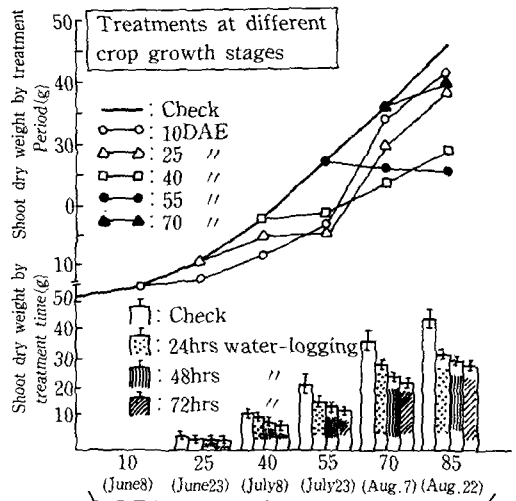 Treatments at different
crop growth stages
Shoot dry weight by treatment
Period(g)
50
40
30
0
10
: Check
: 10DAE
: 25 〃
: 40 〃
: 55 〃
: 70 〃
Shoot dry weight by
treatment time(g)
50
40
30
20
10
: Check
: 24hrs water-logging
: 48hrs 〃
: 72hrs 〃
10 25 40 55 70 85
(June8) (June23) (July8) (July23) (Aug.7) (Aug.22)